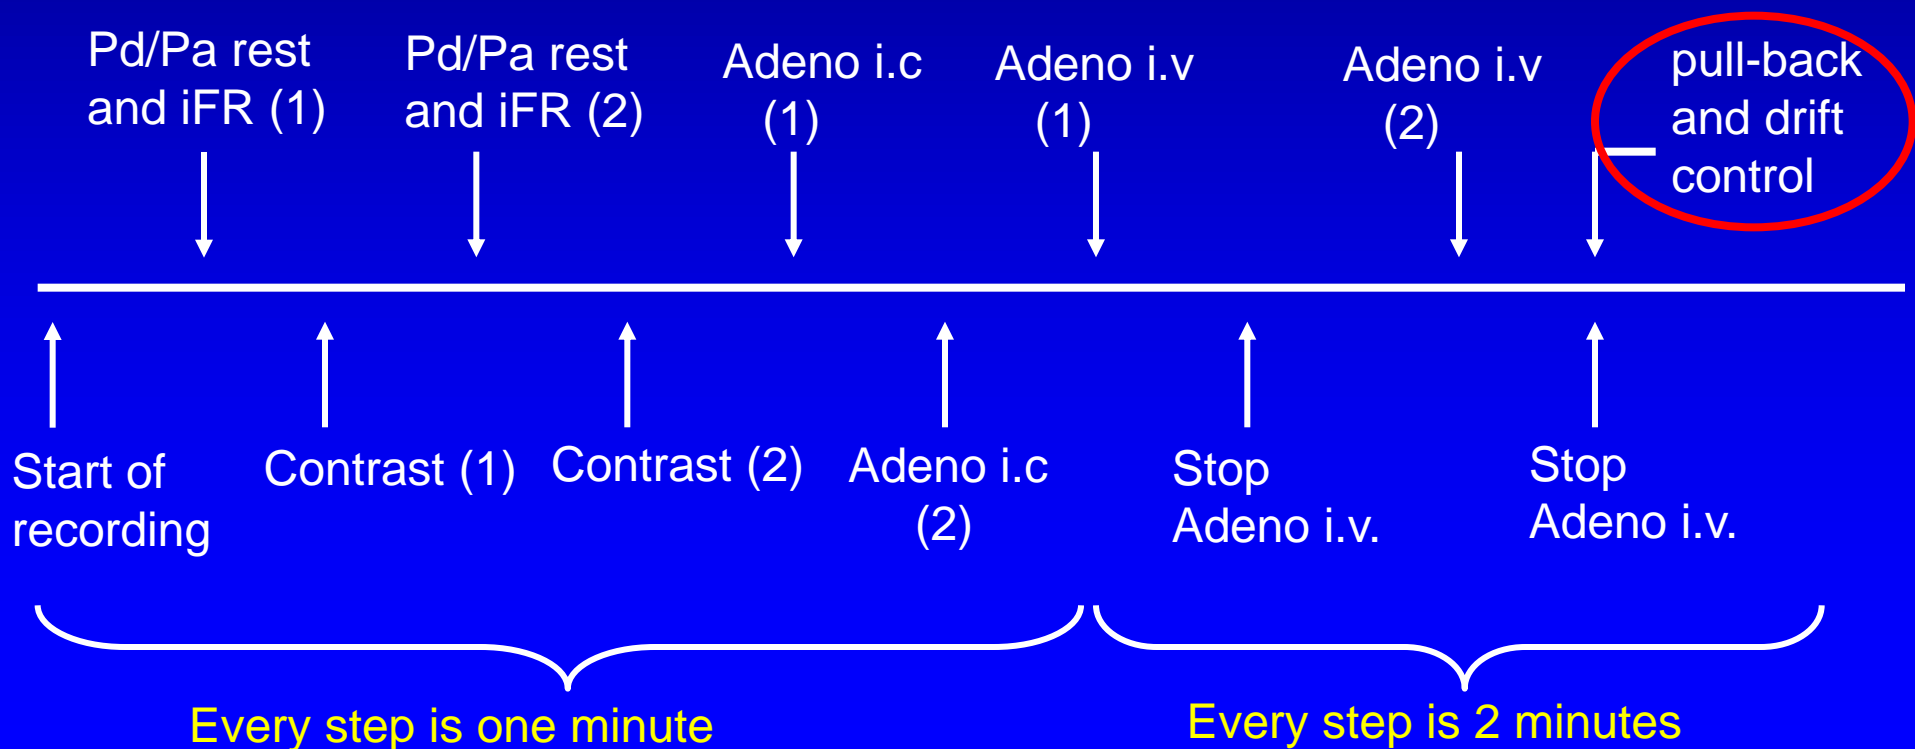 Pd/Pa rest
and iFR (1)
Pd/Pa rest
and iFR (2)
Adeno i.c
(1)
Adeno i.v
(1)
Adeno i.v
(2)
pull-back
and drift
control
Start of
recording
Contrast (1)
Contrast (2)
Adeno i.c
(2)
Stop
Adeno i.v.
Stop
Adeno i.v.
Every step is one minute
Every step is 2 minutes